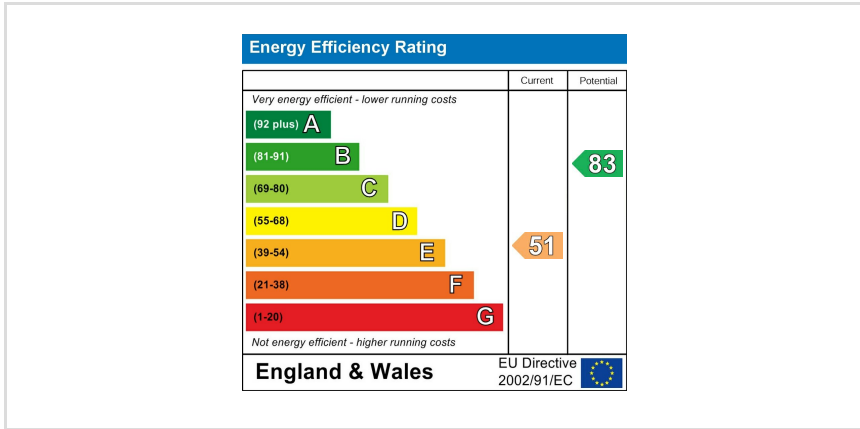 Energy Efficiency Rating
Current Potential
Very energy efficient - lower running costs
(92 plus) A
(81-91) B
83
(69-80) C
(55-68) D
(39-54) E
51
(21-38) F
(1-20) G
Not energy efficient - higher running costs
England & Wales
EU Directive
2002/91/EC